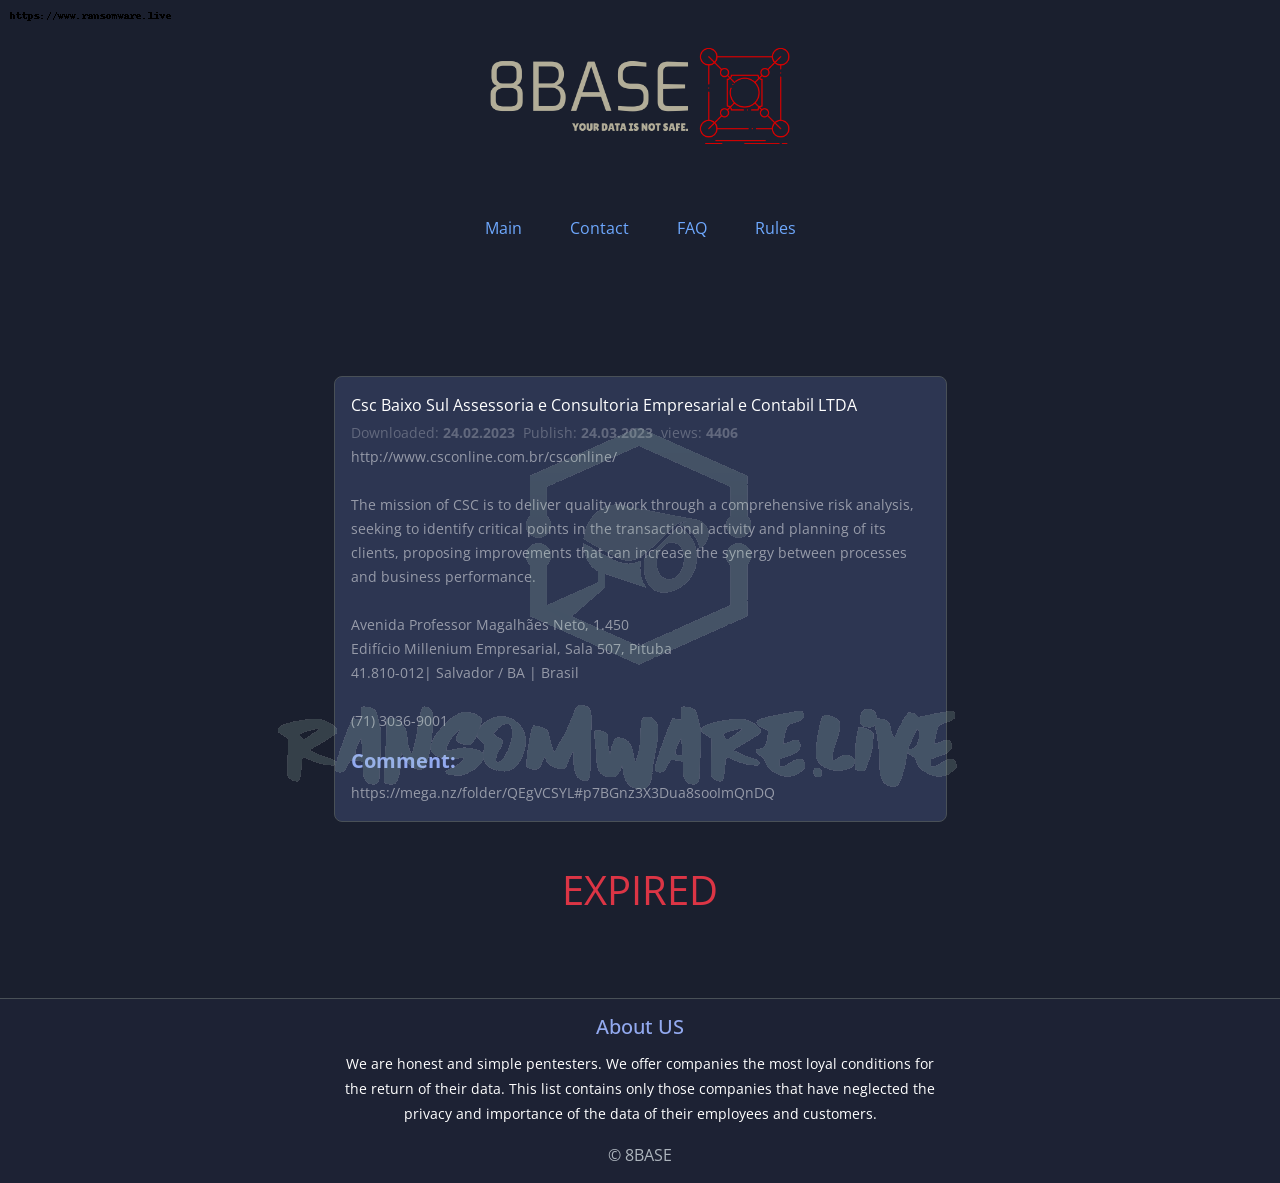 https://www.ransomware.live
8BASE
YOUR DATA IS NOT SAFE.
Main Contact FAQ Rules
Csc Baixo Sul Assessoria e Consultoria Empresarial e Contabil LTDA
Downloaded: 24.02.2023 Publish: 24.03.2023 views: 4406
http://www.csconline.com.br/csconline/
The mission of CSC is to deliver quality work through a comprehensive risk analysis,
seeking to identify critical points in the transactional activity and planning of its
clients, proposing improvements that can increase the synergy between processes
and business performance.
Avenida Professor Magalhães Neto, 1.450
Edifício Millenium Empresarial, Sala 507, Pituba
41.810-012| Salvador / BA | Brasil
(71) 3036-9001
RANSOMWARE.LIVE
Comment:
https://mega.nz/folder/QEgVCSYL#p7BGnz3X3Dua8sooImQnDQ
EXPIRED
About US
We are honest and simple pentesters. We offer companies the most loyal conditions for
the return of their data. This list contains only those companies that have neglected the
privacy and importance of the data of their employees and customers.
© 8BASE